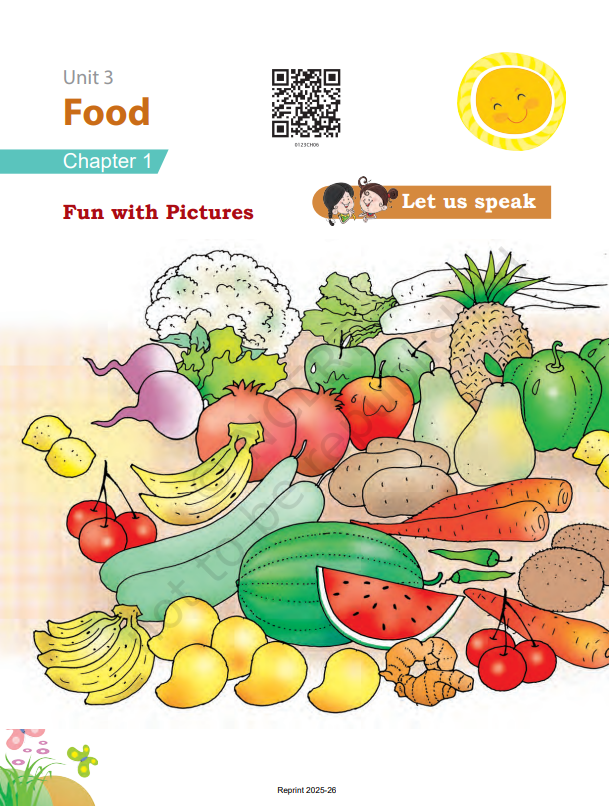 Unit 3
Food
0123CH06
Chapter 1
Fun with Pictures
Let us speak
not to be republished
Reprint 2025-26